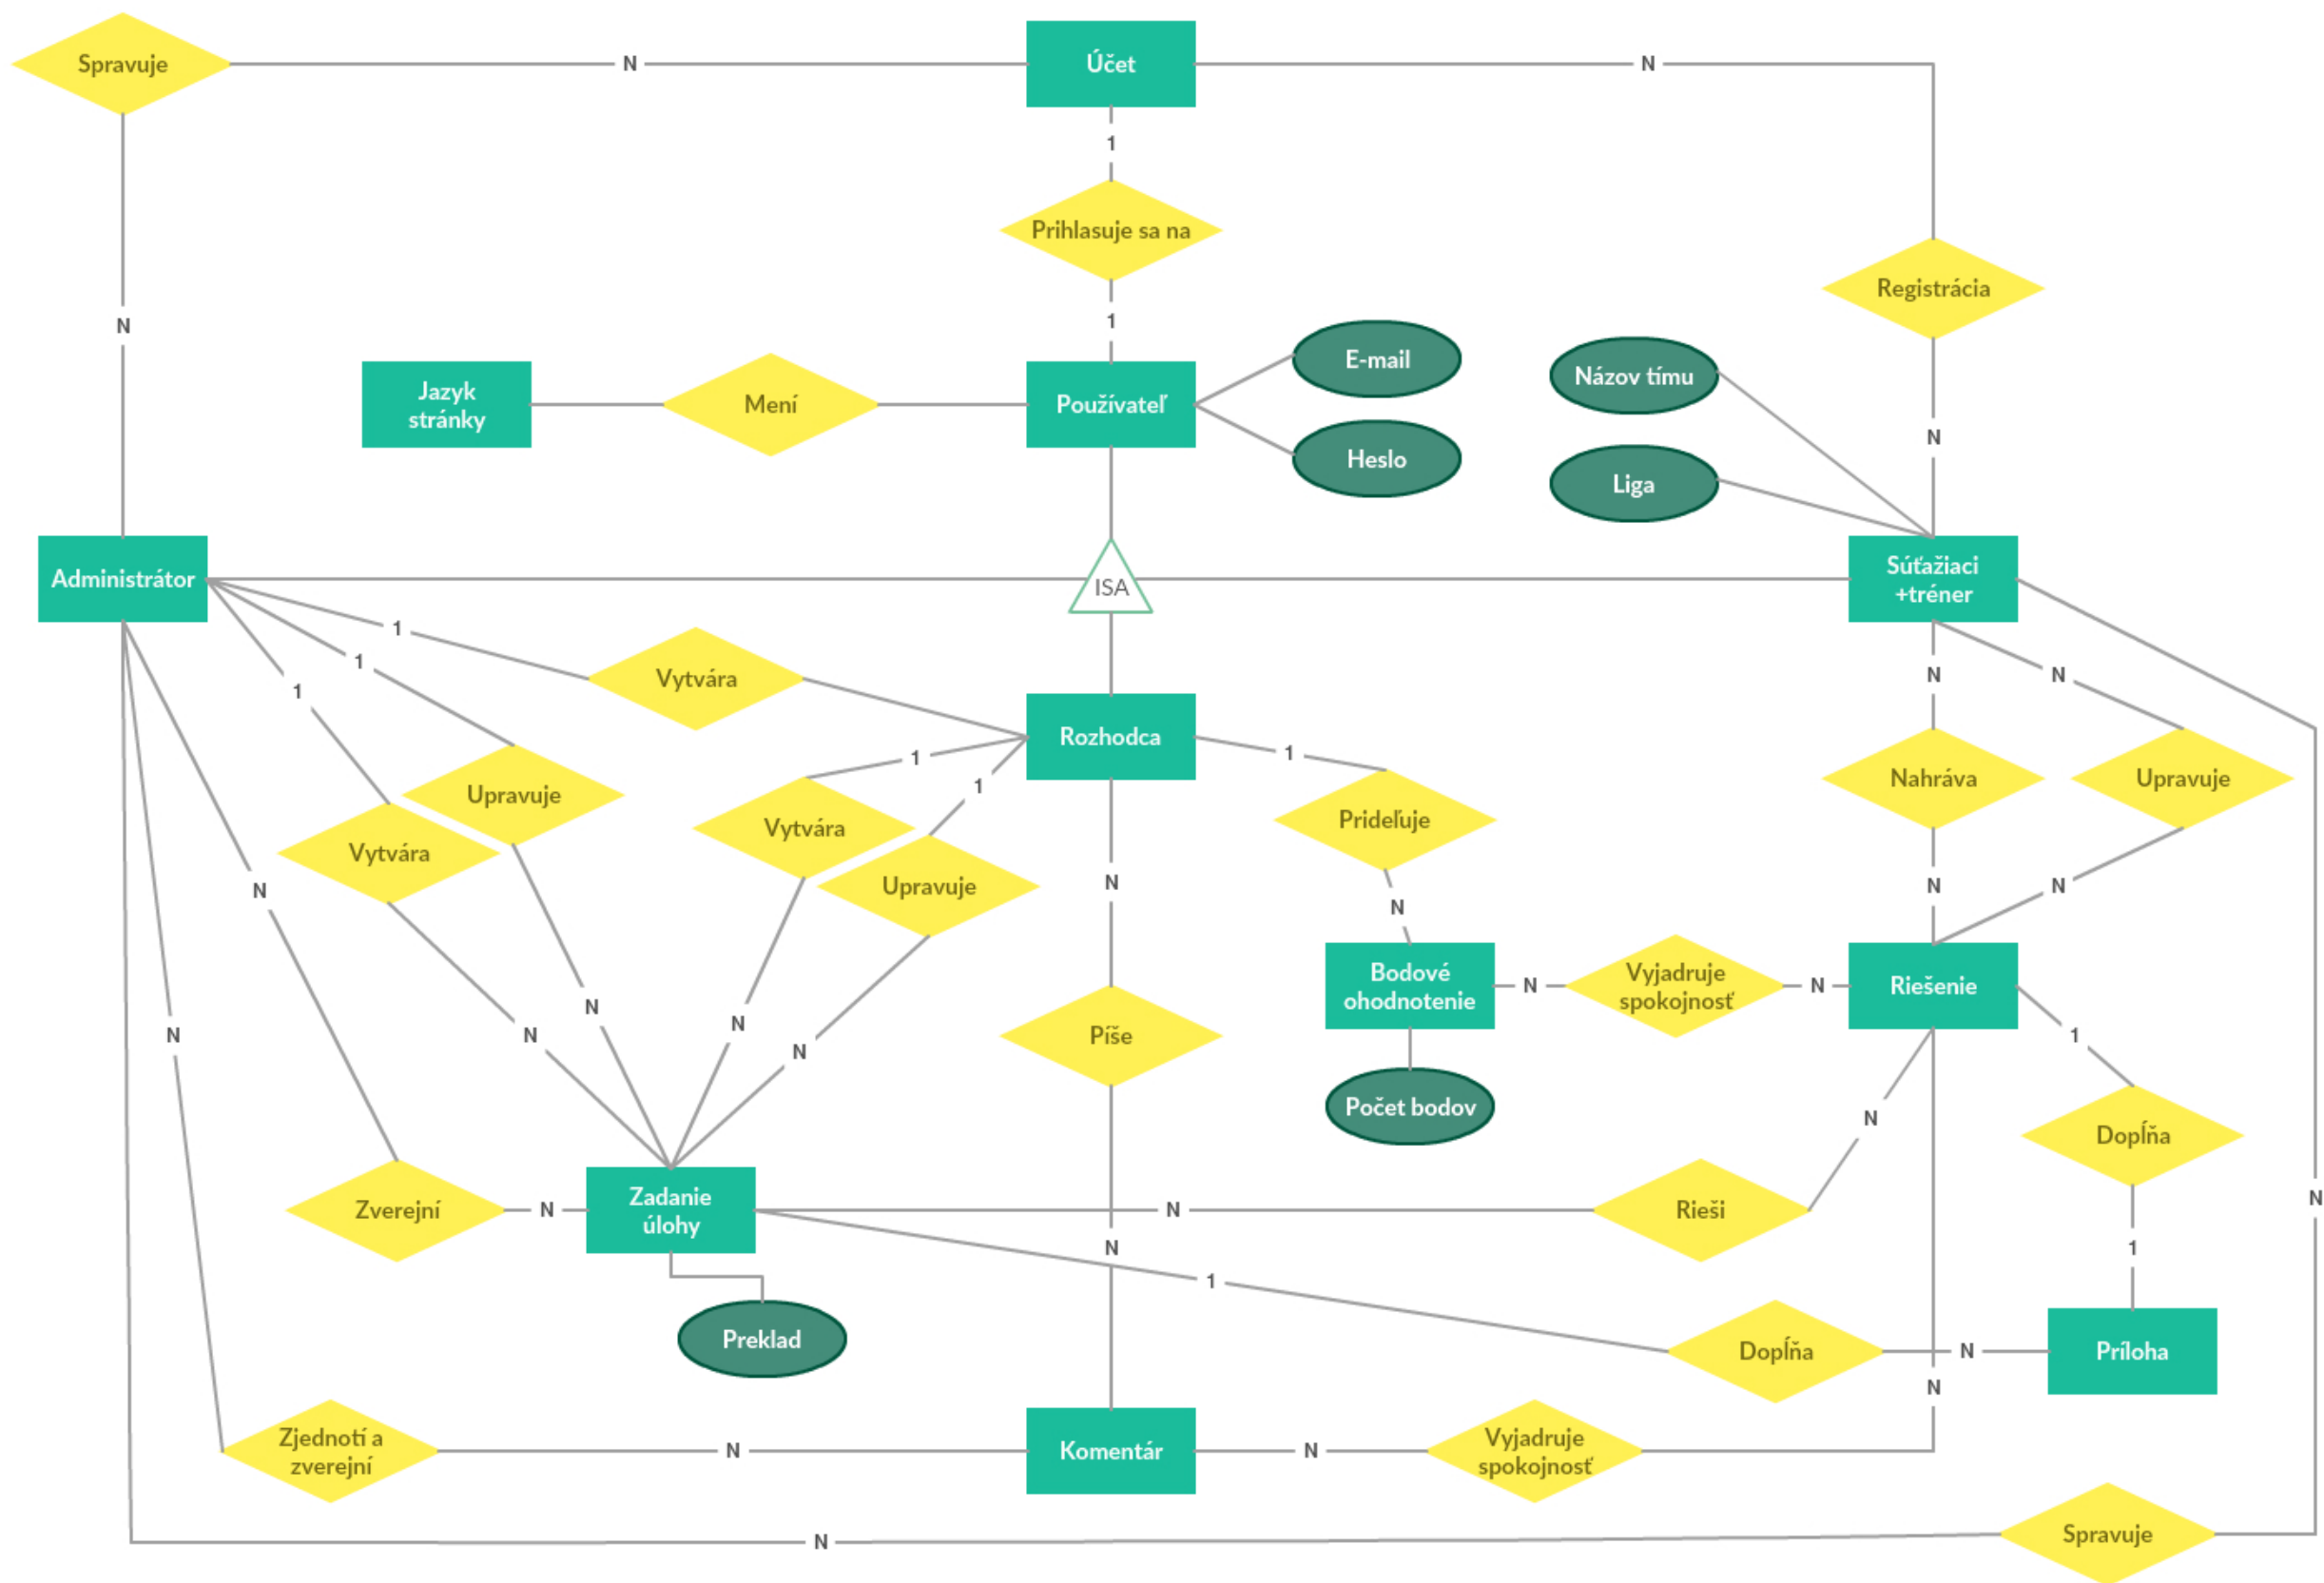 Spravuje
N
Účet
N
1
Prihlasuje sa na
Registrácia
N
1
E-mail
Názov tímu
Jazyk
stránky
Mení
Používateľ
Heslo
Liga
N
Administrátor
ISA
Súťažiaci
+tréner
1
1
1
Vytvára
N
N
Rozhodca
1
1
1
Upravuje
Vytvára
Vytvára
Upravuje
Prideľuje
Nahráva
Upravuje
N
N
N
N
N
Bodové
ohodnotenie
N
Vyjadruje
spokojnosť
N
Riešenie
N
N
N
N
N
Píše
1
Počet bodov
N
Dopĺňa
Zverejní
N
Zadanie
úlohy
N
Rieši
N
N
1
1
Preklad
Dopĺňa
N
Príloha
N
Zjednotí a
zverejní
N
Komentár
N
Vyjadruje
spokojnosť
N
Spravuje